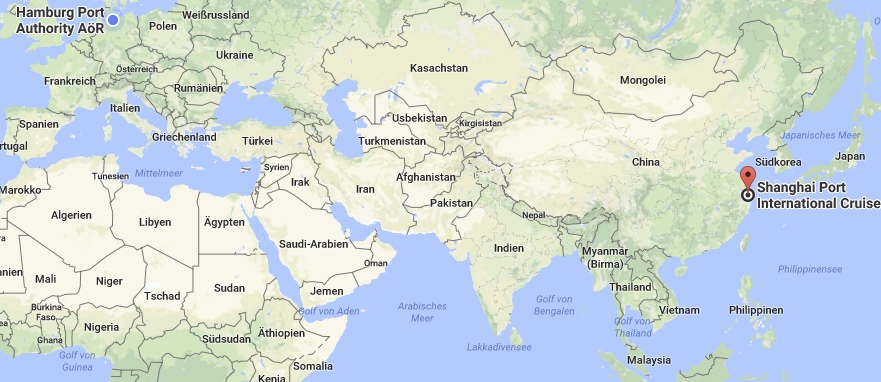 Hamburg Port
Authority AöR
Weißrussland
Polen
Ukraine
Österreich
Frankreich
Rumänien
Italien
Spanien
rtugal
Griechenland
Türkei
Kasachstan
Mongolei
Usbekistan
Kirgisistan
Turkmenistan
Japanisches Meer
Südkorea
Japan
China
Shanghai Port
International Cruise
Tunesien
Mittelmeer
Syrien
Marokko
Irak
Iran
Afghanistan
Pakistan
Nepal
Algerien
Libyen
Ägypten
Saudi-Arabien
Oman
Indien
Myanmar
(Birma)
Philippinensee
nien
Mali
Niger
Tschad
Sudan
Jemen
Golf von Aden
Arabisches
Meer
Golf von
Bengalen
Thailand
Vietnam
Philippinen
Burkina-
Faso
Ghana
Nigeria
Südsudan
Äthiopien
Golf von
Thailand
Lakkadivensee
Golf von
Guinea
Somalia
Kenia
Malaysia